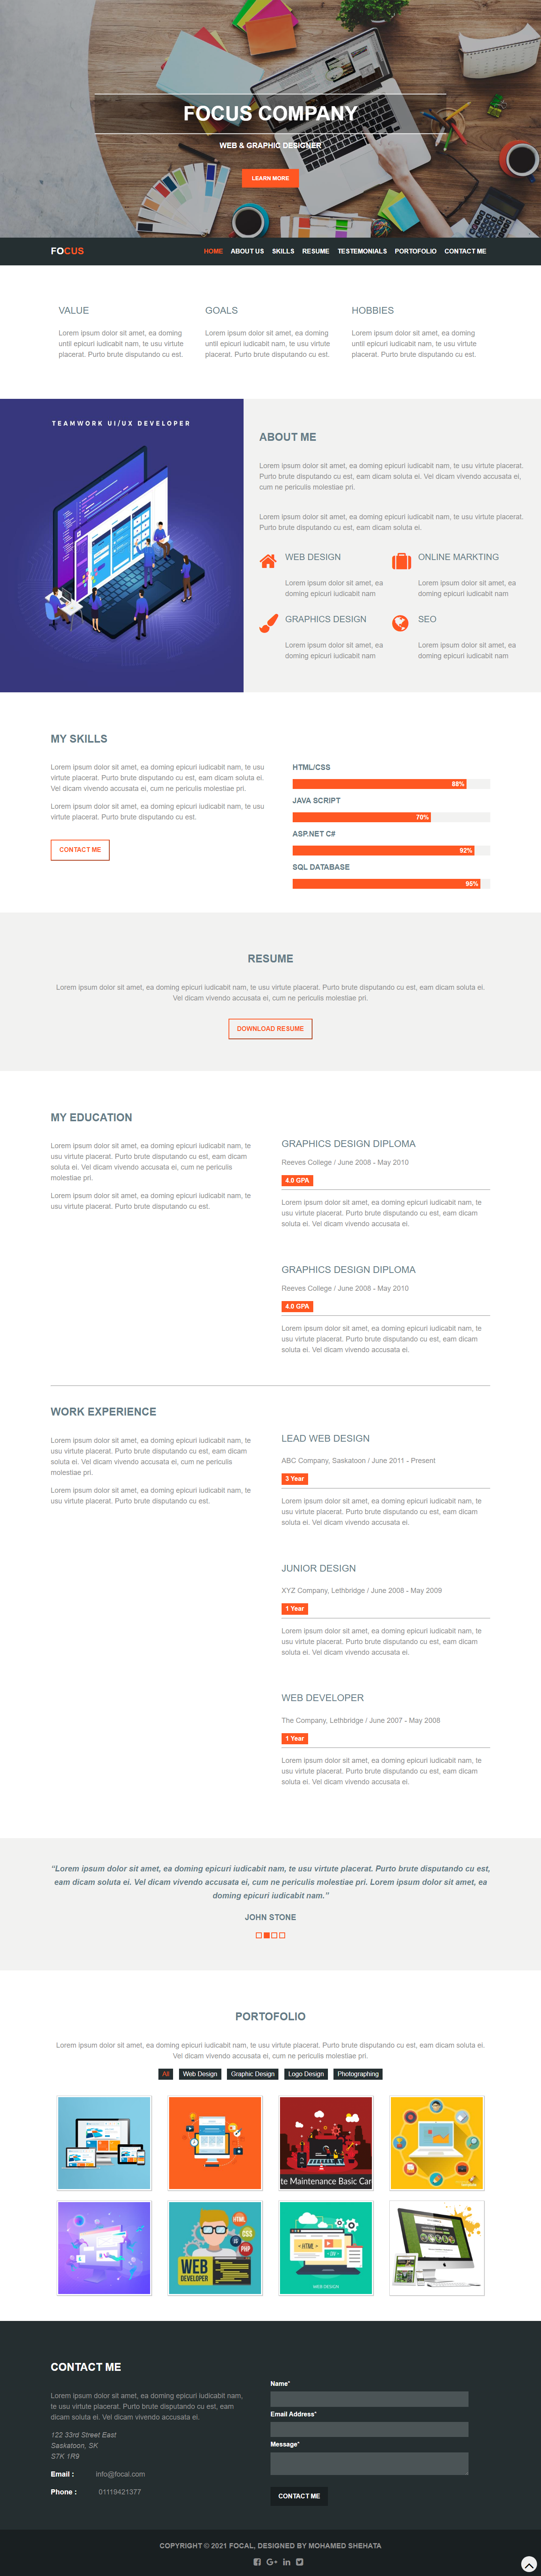 FOCUS COMPANY
WEB & GRAPHIC DESIGNER
LEARN MORE
FOCUS
HOME ABOUT US SKILLS RESUME TESTEMONIALS PORTOFOLIO CONTACT ME
VALUE
Lorem ipsum dolor sit amet, ea doming
until epicuri iudicabit nam, te usu virtute
placerat. Purto brute disputando cu est.
GOALS
Lorem ipsum dolor sit amet, ea doming
until epicuri iudicabit nam, te usu virtute
placerat. Purto brute disputando cu est.
HOBBIES
Lorem ipsum dolor sit amet, ea doming
until epicuri iudicabit nam, te usu virtute
placerat. Purto brute disputando cu est.
TEAMWORK UI/UX DEVELOPER
ABOUT ME
Lorem ipsum dolor sit amet, ea doming epicuri iudicabit nam, te usu virtute placerat.
Purto brute disputando cu est, eam dicam soluta ei. Vel dicam vivendo accusata ei,
cum ne periculis molestiae pri.
Lorem ipsum dolor sit amet, ea doming epicuri iudicabit nam, te usu virtute placerat.
Purto brute disputando cu est, eam dicam soluta ei.
WEB DESIGN
Lorem ipsum dolor sit amet, ea
doming epicuri iudicabit nam
ONLINE MARKTING
Lorem ipsum dolor sit amet, ea
doming epicuri iudicabit nam
GRAPHICS DESIGN
Lorem ipsum dolor sit amet, ea
doming epicuri iudicabit nam
SEO
Lorem ipsum dolor sit amet, ea
doming epicuri iudicabit nam
MY SKILLS
Lorem ipsum dolor sit amet, ea doming epicuri iudicabit nam, te usu
virtute placerat. Purto brute disputando cu est, eam dicam soluta ei.
Vel dicam vivendo accusata ei, cum ne periculis molestiae pri.
Lorem ipsum dolor sit amet, ea doming epicuri iudicabit nam, te usu
virtute placerat. Purto brute disputando cu est.
CONTACT ME
HTML/CSS
88%
JAVA SCRIPT
70%
ASP.NET C#
92%
SQL DATABASE
95%
RESUME
Lorem ipsum dolor sit amet, ea doming epicuri iudicabit nam, te usu virtute placerat. Purto brute disputando cu est, eam dicam soluta ei.
Vel dicam vivendo accusata ei, cum ne periculis molestiae pri.
DOWNLOAD RESUME
MY EDUCATION
Lorem ipsum dolor sit amet, ea doming epicuri iudicabit nam, te
usu virtute placerat. Purto brute disputando cu est, eam dicam
soluta ei. Vel dicam vivendo accusata ei, cum ne periculis
molestiae pri.
Lorem ipsum dolor sit amet, ea doming epicuri iudicabit nam, te
usu virtute placerat. Purto brute disputando cu est.
GRAPHICS DESIGN DIPLOMA
Reeves College / June 2008 - May 2010
4.0 GPA
Lorem ipsum dolor sit amet, ea doming epicuri iudicabit nam, te
usu virtute placerat. Purto brute disputando cu est, eam dicam
soluta ei. Vel dicam vivendo accusata ei.
GRAPHICS DESIGN DIPLOMA
Reeves College / June 2008 - May 2010
4.0 GPA
Lorem ipsum dolor sit amet, ea doming epicuri iudicabit nam, te
usu virtute placerat. Purto brute disputando cu est, eam dicam
soluta ei. Vel dicam vivendo accusata ei.
WORK EXPERIENCE
Lorem ipsum dolor sit amet, ea doming epicuri iudicabit nam, te
usu virtute placerat. Purto brute disputando cu est, eam dicam
soluta ei. Vel dicam vivendo accusata ei, cum ne periculis
molestiae pri.
Lorem ipsum dolor sit amet, ea doming epicuri iudicabit nam, te
usu virtute placerat. Purto brute disputando cu est.
LEAD WEB DESIGN
ABC Company, Saskatoon / June 2011 - Present
3 Year
Lorem ipsum dolor sit amet, ea doming epicuri iudicabit nam, te
usu virtute placerat. Purto brute disputando cu est, eam dicam
soluta ei. Vel dicam vivendo accusata ei.
JUNIOR DESIGN
XYZ Company, Lethbridge / June 2008 - May 2009
1 Year
Lorem ipsum dolor sit amet, ea doming epicuri iudicabit nam, te
usu virtute placerat. Purto brute disputando cu est, eam dicam
soluta ei. Vel dicam vivendo accusata ei.
WEB DEVELOPER
The Company, Lethbridge / June 2007 - May 2008
1 Year
Lorem ipsum dolor sit amet, ea doming epicuri iudicabit nam, te
usu virtute placerat. Purto brute disputando cu est, eam dicam
soluta ei. Vel dicam vivendo accusata ei.
“Lorem ipsum dolor sit amet, ea doming epicuri iudicabit nam, te usu virtute placerat. Purto brute disputando cu est,
eam dicam soluta ei. Vel dicam vivendo accusata ei, cum ne periculis molestiae pri. Lorem ipsum dolor sit amet, ea
doming epicuri iudicabit nam.”
JOHN STONE
PORTOFOLIO
Lorem ipsum dolor sit amet, ea doming epicuri iudicabit nam, te usu virtute placerat. Purto brute disputando cu est, eam dicam soluta ei.
Vel dicam vivendo accusata ei, cum ne periculis molestiae pri.
All Web Design Graphic Design Logo Design Photographing
te Maintenance Basic Car
HTML
CSS
JS
PHP
WEB
DEVELOPER
HTML
WEB DESIGN
CONTACT ME
Lorem ipsum dolor sit amet, ea doming epicuri iudicabit nam,
te usu virtute placerat. Purto brute disputando cu est, eam
dicam soluta ei. Vel dicam vivendo accusata ei.
122 33rd Street East
Saskatoon, SK
S7K 1R9
Email : info@focal.com
Phone : 01119421377
Name*
Email Address*
Message*
CONTACT ME
COPYRIGHT © 2021 FOCAL, DESIGNED BY MOHAMED SHEHATA